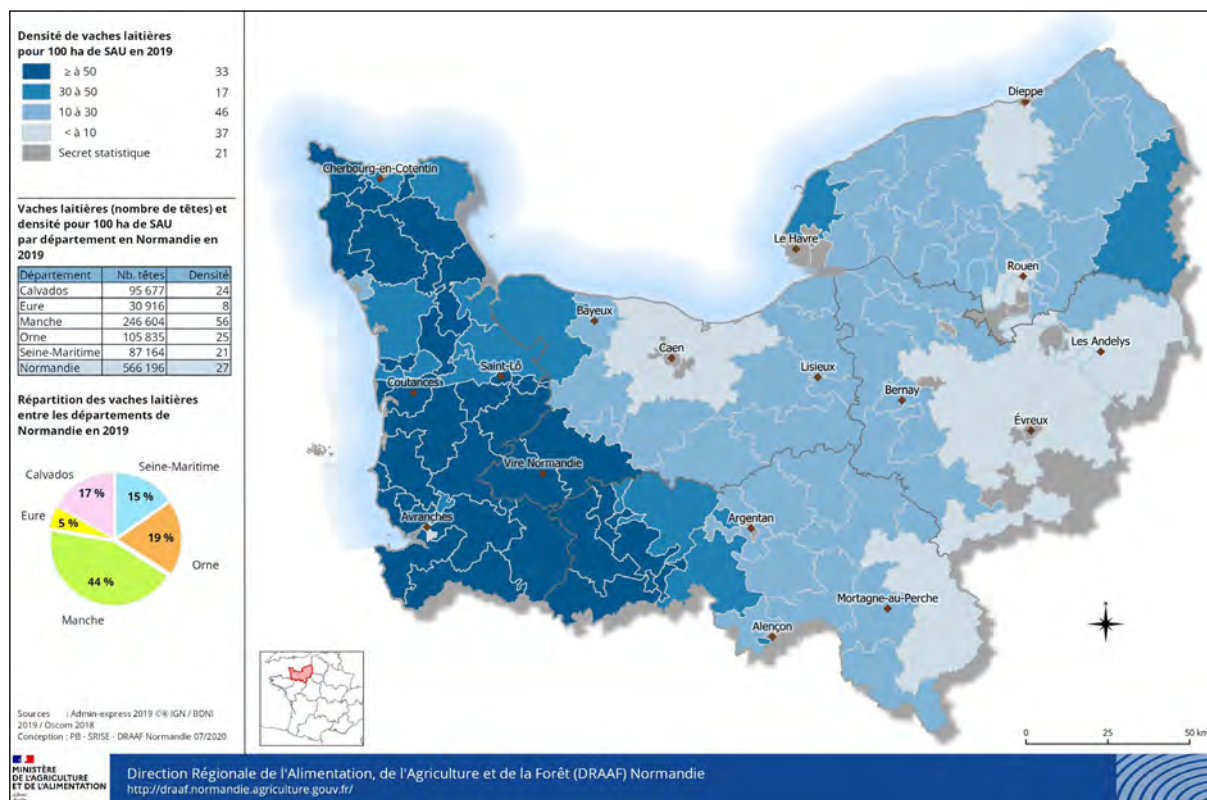 Densité de vaches laitières
pour 100 ha de SAU en 2019
≥ à 50 33
30 à 50 17
10 à 30 46
< à 10 37
Secret statistique 21
Vaches laitières (nombre de têtes) et
densité pour 100 ha de SAU
par département en Normandie en
2019
Département Nb. têtes Densité
Calvados 95 677 24
Eure 30 916 8
Manche 246 604 56
Orne 105 835 25
Seine-Maritime 87 164 21
Normandie 566 196 27
Répartition des vaches laitières
entre les départements de
Normandie en 2019
Calvados
Seine-Maritime
17 %
15 %
Eure
5 %
19 %
Orne
44 %
Manche
Sources : Admin-express 2019 ©® IGN / BDNI
2019 / Oscom 2018
Conception : PB - SRISE - DRAAF Normandie 07/2020
Dieppe
Cherbourg-en-Cotentin
Le Havre
Rouen
Bayeux
Caen
Les Andelys
Saint-Lô
Lisieux
Coutances
Bernay
Évreux
Vire Normandie
Avranches
Argentan
Mortagne-au-Perche
Alençon
0 25 50 km
MINISTÈRE
DE L'AGRICULTURE
ET DE L'ALIMENTATION
Direction Régionale de l'Alimentation, de l'Agriculture et de la Forêt (DRAAF) Normandie
http://draaf.normandie.agriculture.gouv.fr/